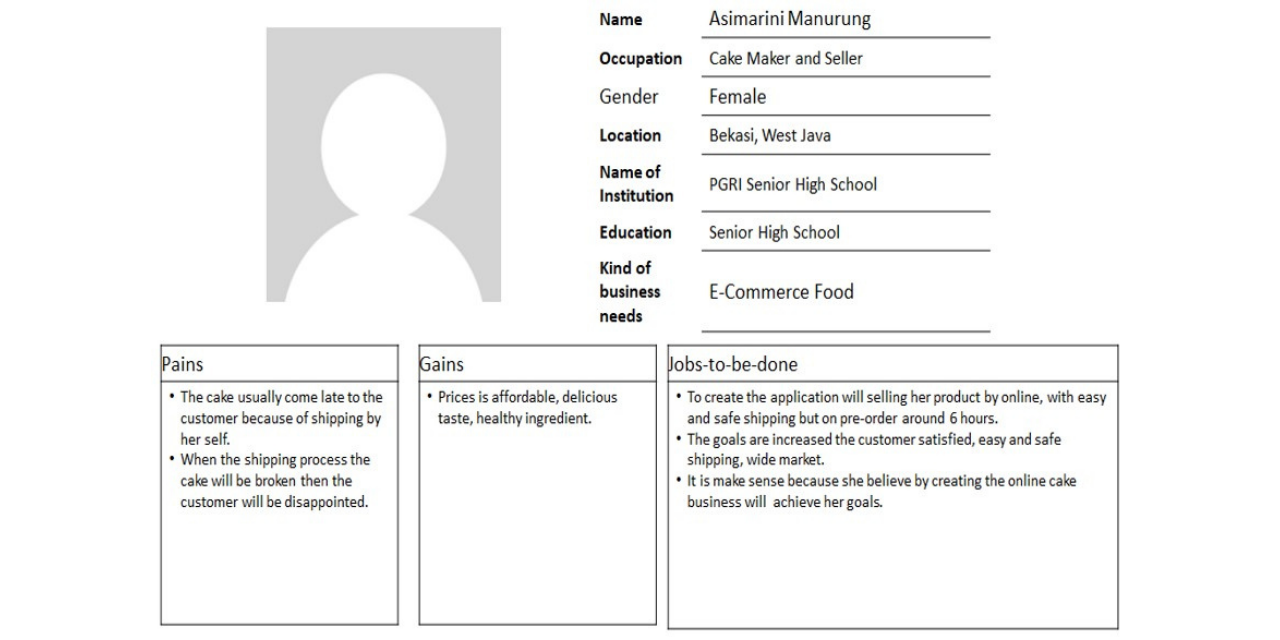 Name Asimarini Manurung
Occupation Cake Maker and Seller
Gender Female
Location Bekasi, West Java
Name of
Institution PGRI Senior High School
Education Senior High School
Kind of
business E-Commerce Food
needs
Pains
• The cake usually come late to the
customer because of shipping by
her self.
• When the shipping process the
cake will be broken then the
customer will be disappointed.
Gains
• Prices is affordable, delicious
taste, healthy ingredient.
Jobs-to-be-done
• To create the application will selling her product by online, with easy
and safe shipping but on pre-order around 6 hours.
• The goals are increased the customer satisfied, easy and safe
shipping, wide market.
• It is make sense because she believe by creating the online cake
business will achieve her goals.